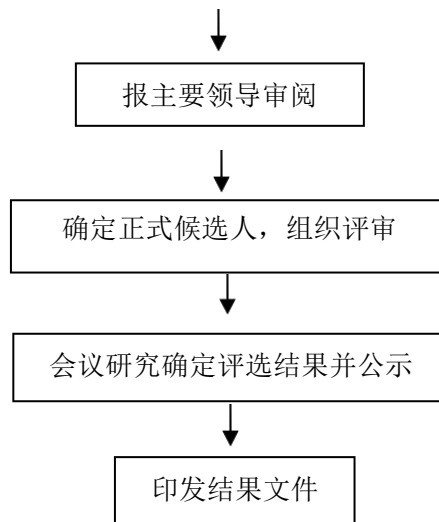 报主要领导审阅
确定正式候选人，组织评审
会议研究确定评选结果并公示
印发结果文件